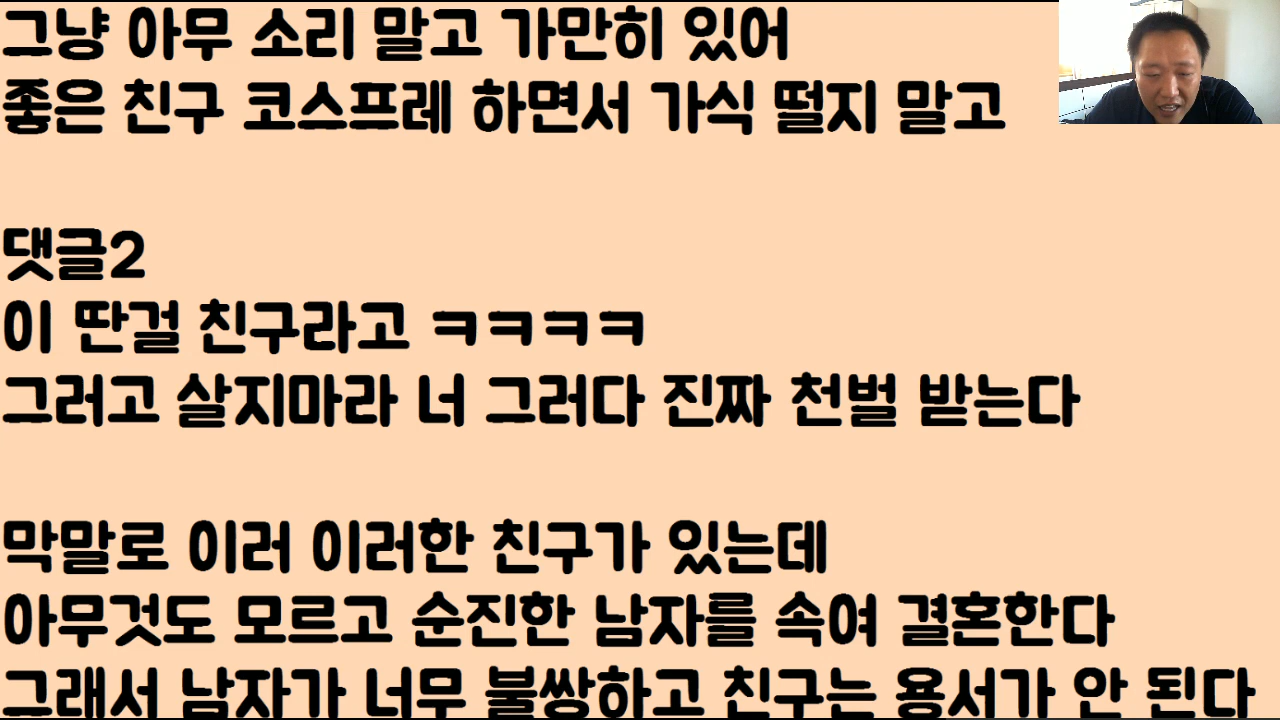 그냥 아무 소리 말고 가만히 있어
좋은 친구 코스프레 하면서 가식 떨지 말고
댓글2
이 딴걸 친구라고 ㅋㅋㅋㅋ
그러고 살지마라 너 그러다 진짜 천벌 받는다
막말로 이러 이러한 친구가 있는데
아무것도 모르고 순진한 남자를 속여 결혼한다
그래서 남자가 너무 불쌍하고 친구는 용서가 안 된다